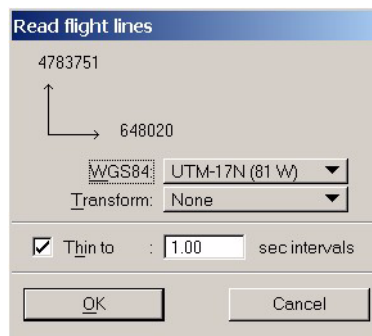 Read flight lines
4783751
648020
WGS84: UTM-17N (81 W)
Transform: None
Thin to : 1.00 sec intervals
OK Cancel